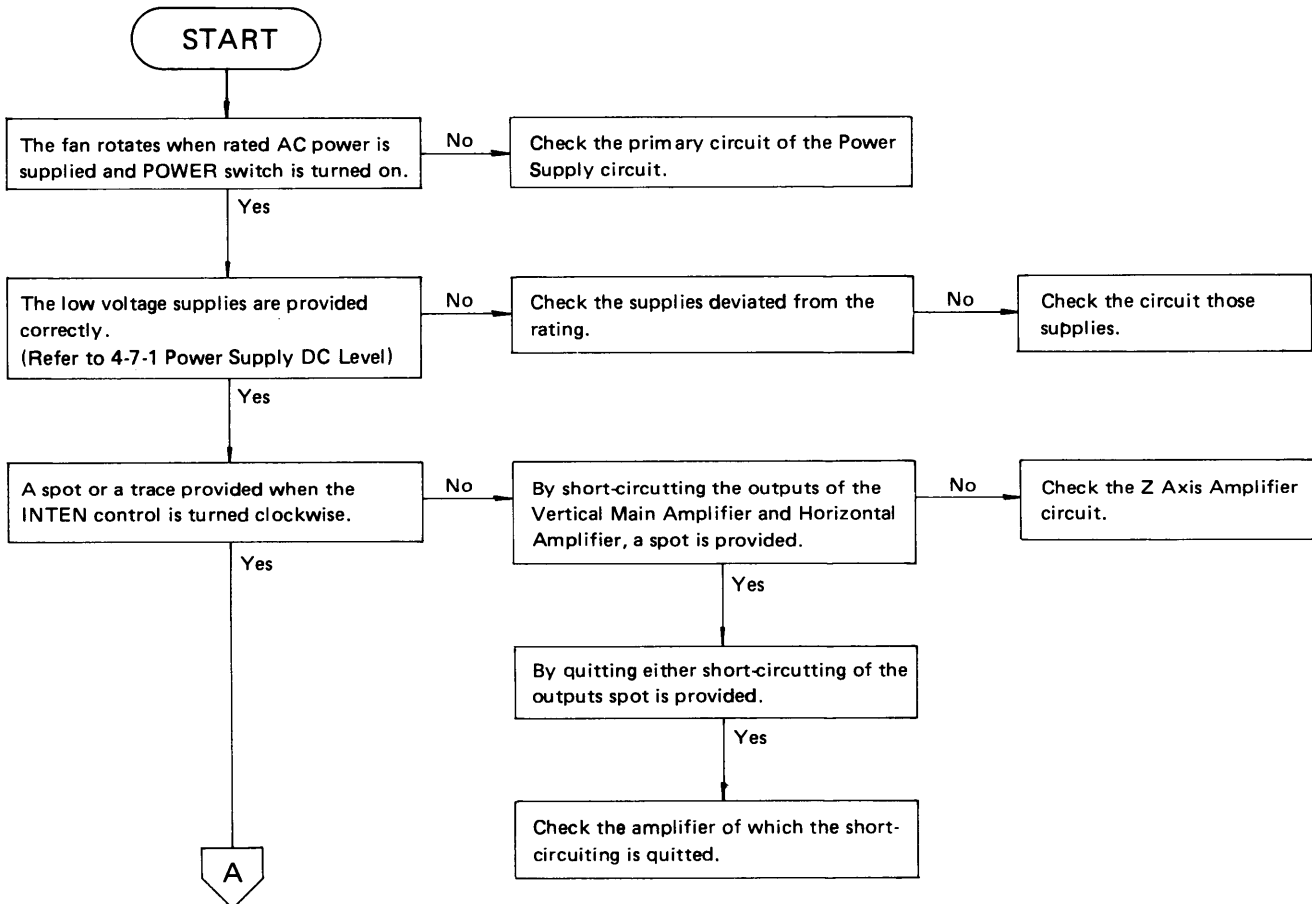 START
The fan rotates when rated AC power is
supplied and POWER switch is turned on.
No
Check the primary circuit of the Power
Supply circuit.
Yes
The low voltage supplies are provided
correctly.
(Refer to 4-7-1 Power Supply DC Level)
No
Check the supplies deviated from the
rating.
No
Check the circuit those
supplies.
Yes
A spot or a trace provided when the
INTEN control is turned clockwise.
No
By short-circutting the outputs of the
Vertical Main Amplifier and Horizontal
Amplifier, a spot is provided.
No
Check the Z Axis Amplifier
circuit.
Yes
Yes
By quitting either short-circutting of the
outputs spot is provided.
Yes
Check the amplifier of which the short-
circuiting is quitted.
A